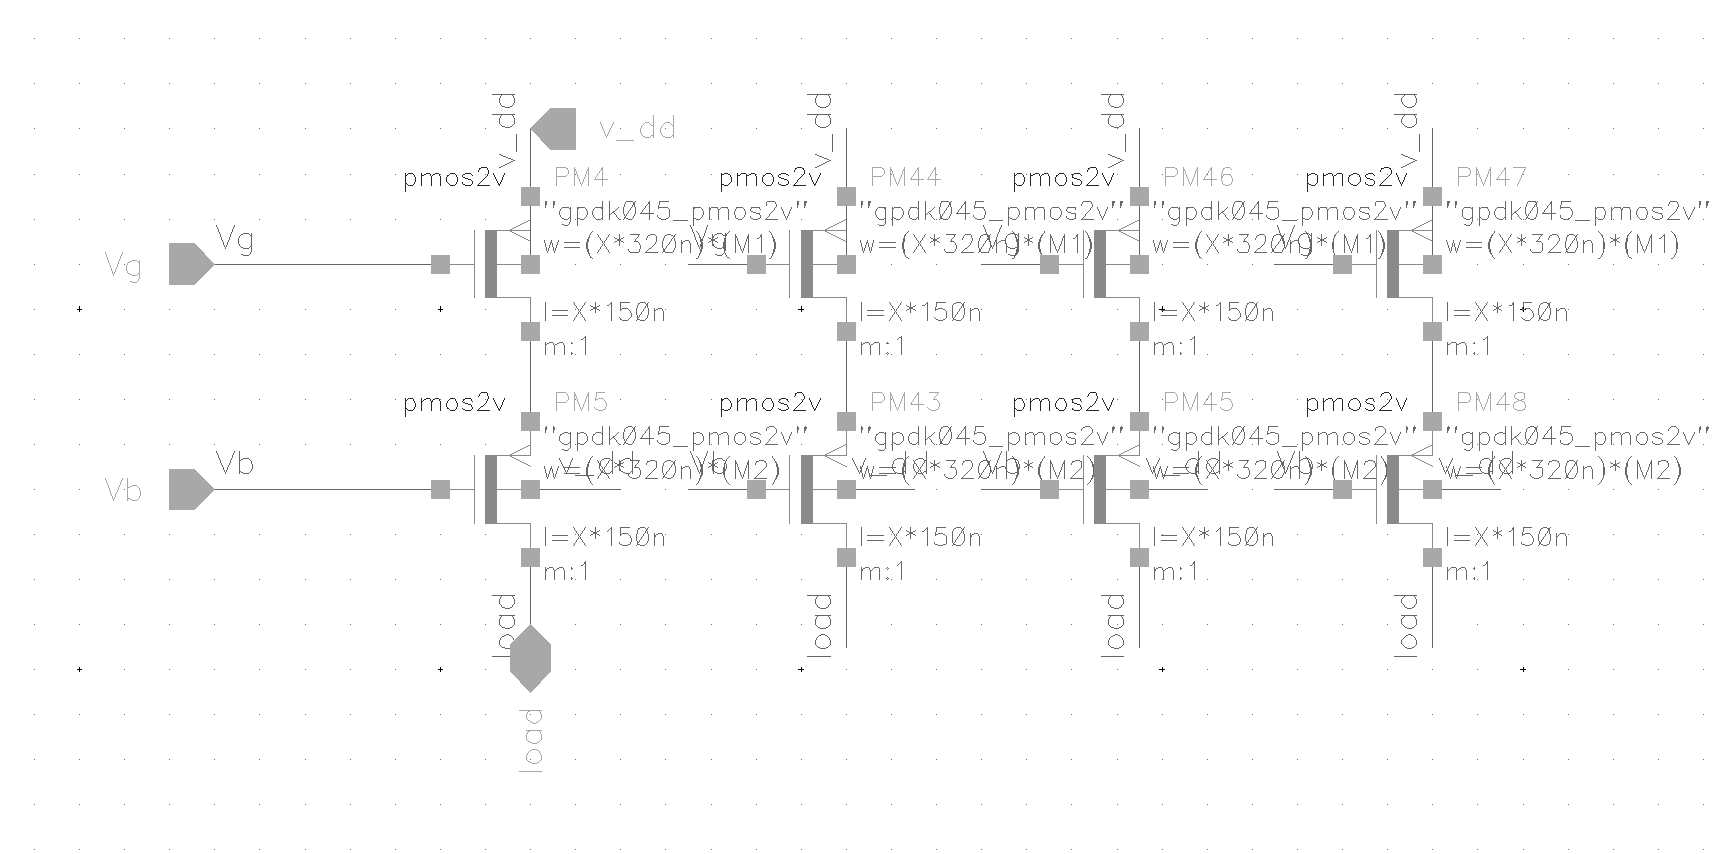 v_dd v_dd v_dd v_dd
v_dd
pmos2v PM4 pmos2v PM44 pmos2v PM46 pmos2v PM47
"gpdk045_pmos2v" "gpdk045_pmos2v" "gpdk045_pmos2v" "gpdk045_pmos2v"
Vg Vg Vg Vg
w=(X*320n)*(M1) w=(X*320n)*(M1) w=(X*320n)*(M1) w=(X*320n)*(M1)
Vg
l=X*150n l=X*150n l=X*150n l=X*150n
m:1 m:1 m:1 m:1
pmos2v PM5 pmos2v PM43 pmos2v PM45 pmos2v PM48
"gpdk045_pmos2v" "gpdk045_pmos2v" "gpdk045_pmos2v" "gpdk045_pmos2v"
Vb v_dd Vb v_dd Vb v_dd Vb v_dd
w=(X*320n)*(M2) w=(X*320n)*(M2) w=(X*320n)*(M2) w=(X*320n)*(M2)
Vb
l=X*150n l=X*150n l=X*150n l=X*150n
m:1 m:1 m:1 m:1
load load load load
load